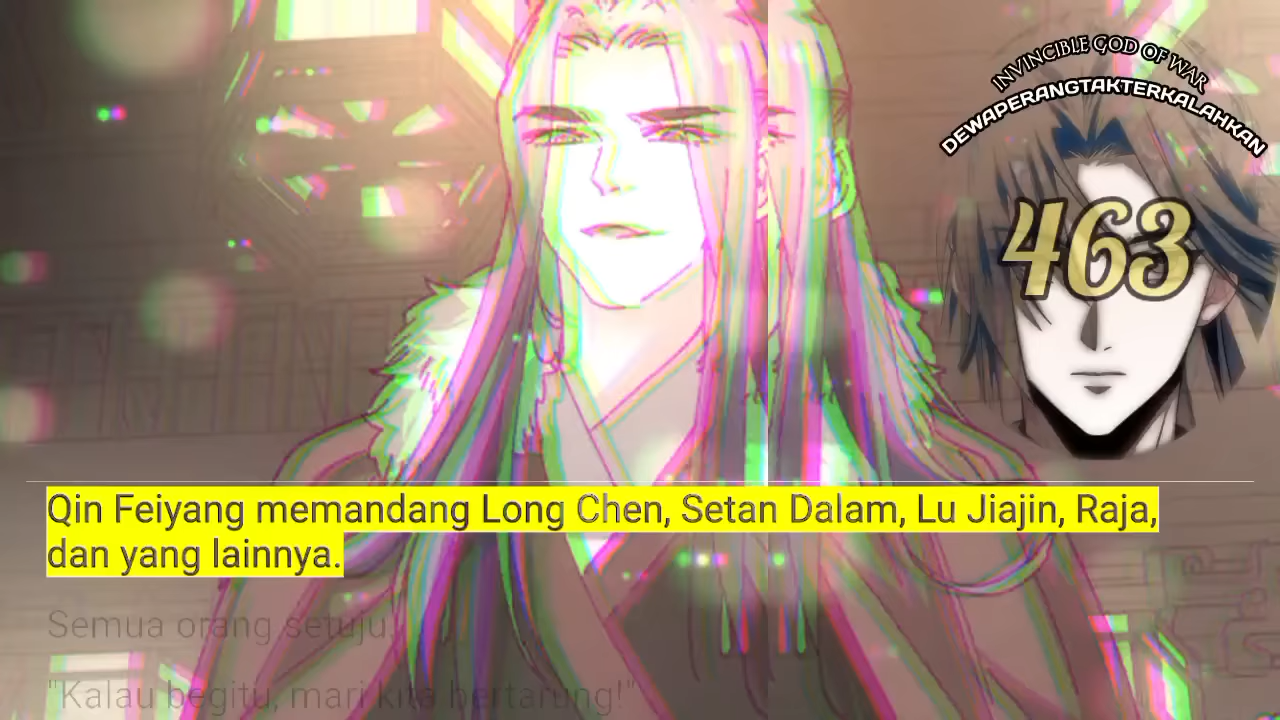 INVINCIBLE GOD OF WAR
DEWAPERANGTAKTERKALAHKAN
463
Qin Feiyang memandang Long Chen, Setan Dalam, Lu Jiajin, Raja,
dan yang lainnya.
Semua orang setuju.
"Kalau begitu, mari kita bertarung!"